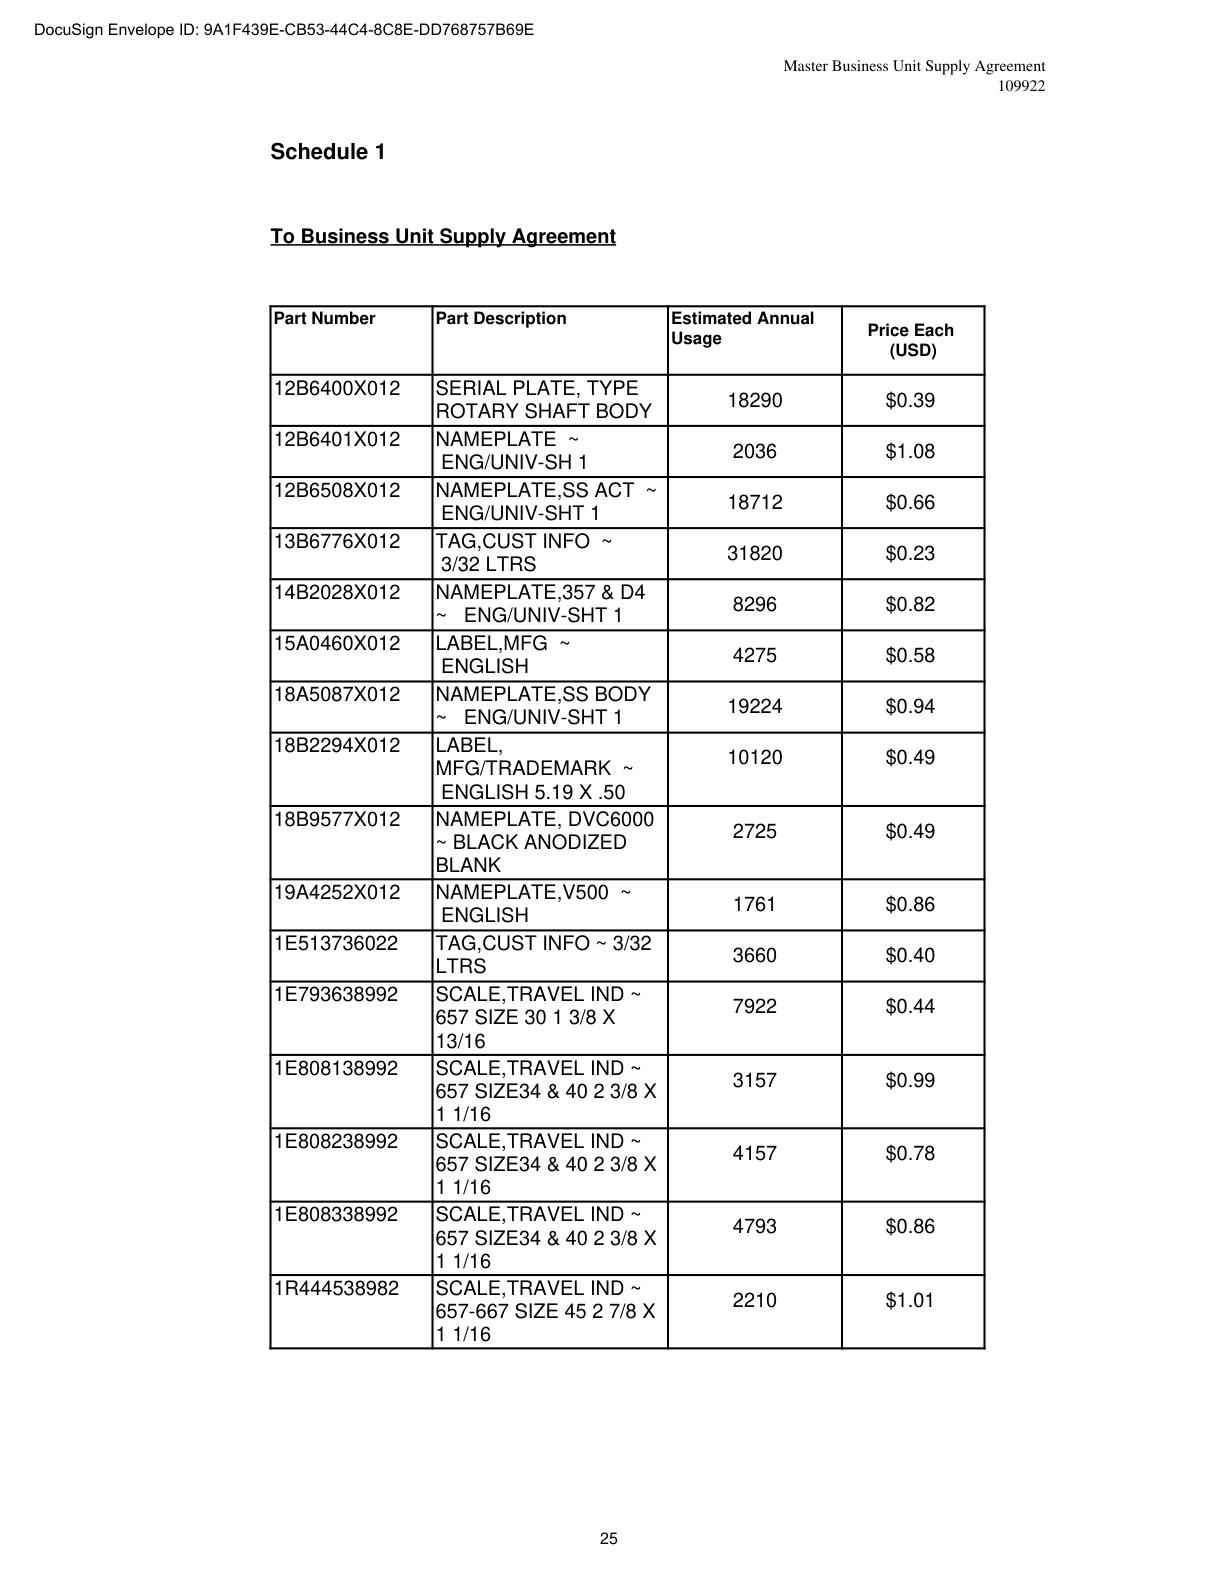 DocuSign Envelope ID: 9A1F439E-CB53-44C4-8C8E-DD768757B69E
Master Business Unit Supply Agreement
109922
Schedule 1
To Business Unit Supply Agreement
Part Number
Part Description
Estimated Annual
Usage
Price Each
(USD)
12B6400X012
SERIAL PLATE, TYPE
ROTARY SHAFT BODY
18290
$0.39
12B6401X012
NAMEPLATE ~
ENG/UNIV-SH 1
2036
$1.08
12B6508X012
NAMEPLATE,SS ACT ~
ENG/UNIV-SHT 1
18712
$0.66
13B6776X012
TAG,CUST INFO ~
3/32 LTRS
31820
$0.23
14B2028X012
NAMEPLATE,357 & D4
~ ENG/UNIV-SHT 1
8296
$0.82
15A0460X012
LABEL,MFG ~
ENGLISH
4275
$0.58
18A5087X012
NAMEPLATE,SS BODY
~ ENG/UNIV-SHT 1
19224
$0.94
18B2294X012
LABEL,
MFG/TRADEMARK ~
ENGLISH 5.19 X .50
10120
$0.49
18B9577X012
NAMEPLATE, DVC6000
~ BLACK ANODIZED
BLANK
2725
$0.49
19A4252X012
NAMEPLATE,V500 ~
ENGLISH
1761
$0.86
1E513736022
TAG,CUST INFO ~ 3/32
LTRS
3660
$0.40
1E793638992
SCALE,TRAVEL IND ~
657 SIZE 30 1 3/8 X
13/16
7922
$0.44
1E808138992
SCALE,TRAVEL IND ~
657 SIZE34 & 40 2 3/8 X
1 1/16
3157
$0.99
1E808238992
SCALE,TRAVEL IND ~
657 SIZE34 & 40 2 3/8 X
1 1/16
4157
$0.78
1E808338992
SCALE,TRAVEL IND ~
657 SIZE34 & 40 2 3/8 X
1 1/16
4793
$0.86
1R444538982
SCALE,TRAVEL IND ~
657-667 SIZE 45 2 7/8 X
1 1/16
2210
$1.01
25